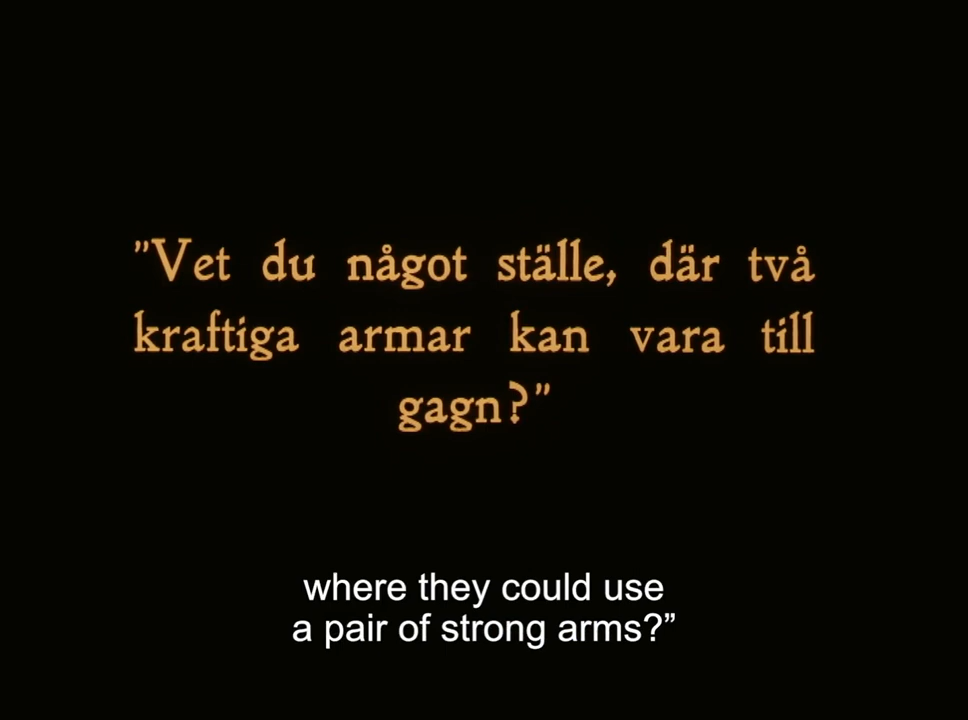 "Vet du något ställe, där två
kraftiga armar kan vara till
gagn?"
where they could use
a pair of strong arms?”